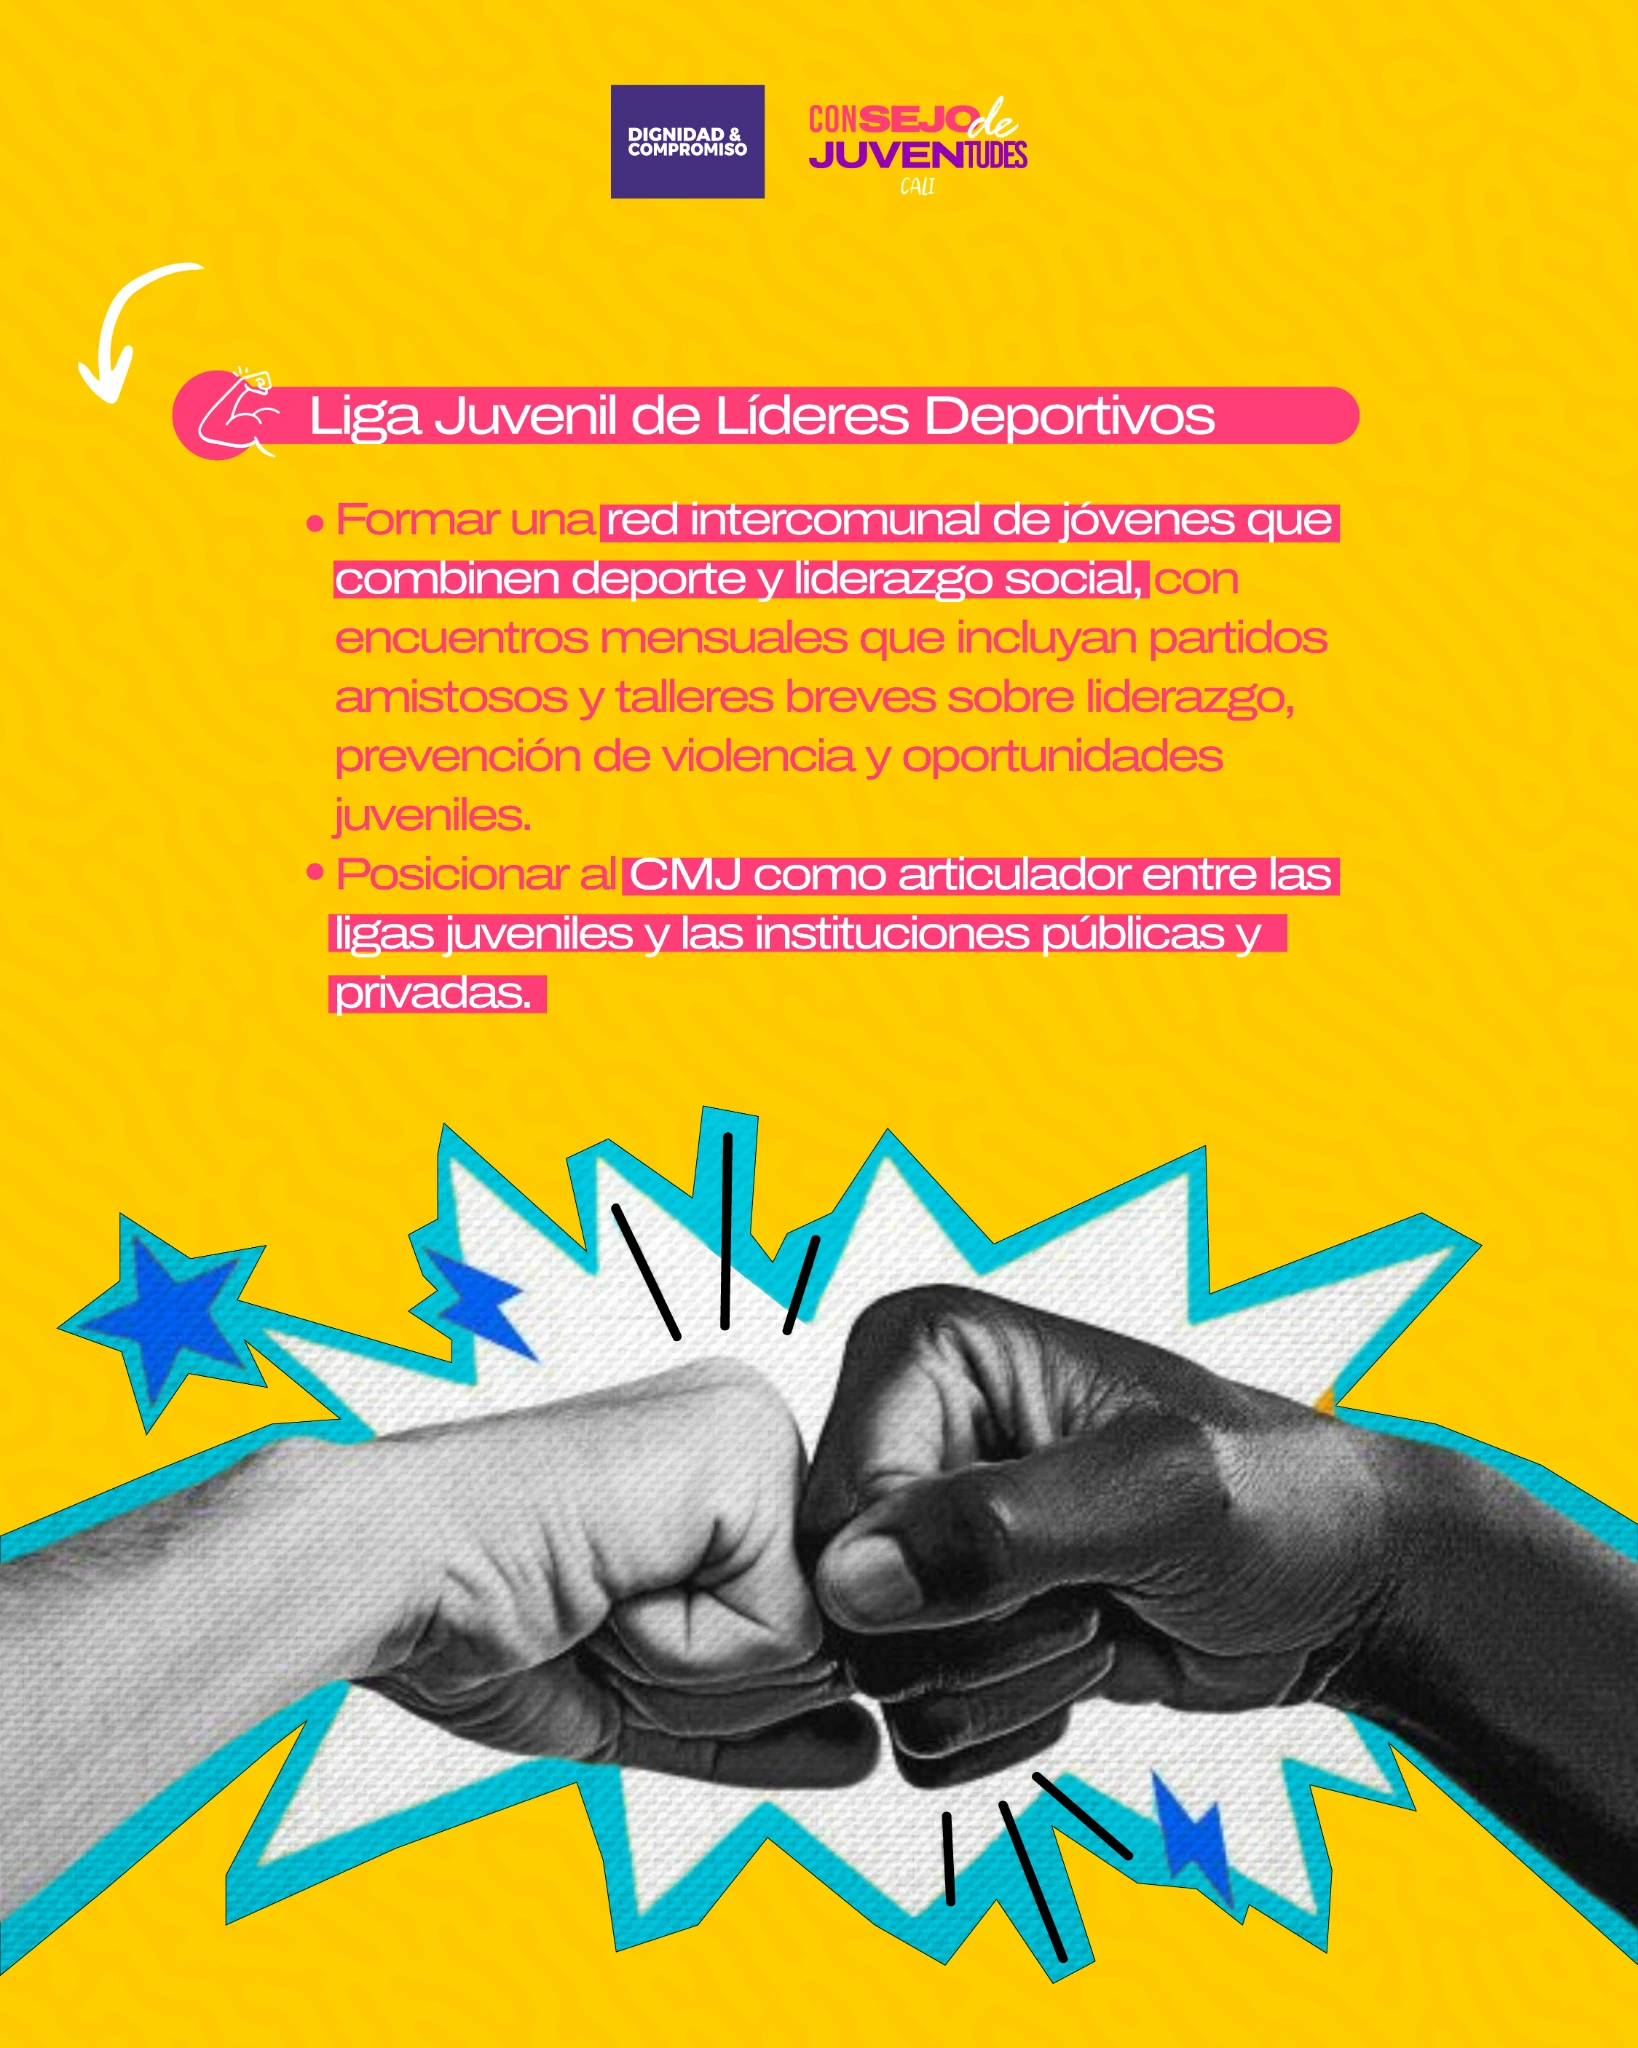 DIGNIDAD &
COMPROMISO
CONSEJO de
JUVENTUDES
CALI
Liga Juvenil de Líderes Deportivos
• Formar una red intercomunal de jóvenes que
combinen deporte y liderazgo social, con
encuentros mensuales que incluyan partidos
amistosos y talleres breves sobre liderazgo,
prevención de violencia y oportunidades
juveniles.
• Posicionar al CMJ como articulador entre las
ligas juveniles y las instituciones públicas y
privadas.